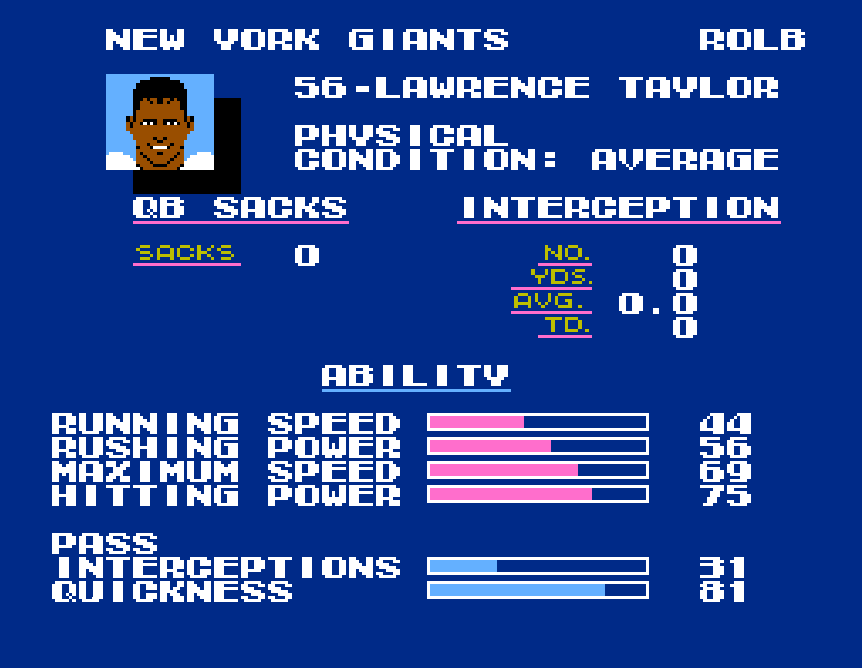 NEW YORK GIANTS ROLB
56-LAWRENCE TAYLOR
PHYSICAL
CONDITION: AVERAGE
QB SACKS INTERCEPTION
SACKS 0 NO. 0
YDS. 0
AVG. 0.0
TD. 0
ABILITY
RUNNING SPEED 44
RUSHING POWER 56
MAXIMUM SPEED 69
HITTING POWER 75
PASS
INTERCEPTIONS 31
QUICKNESS 81